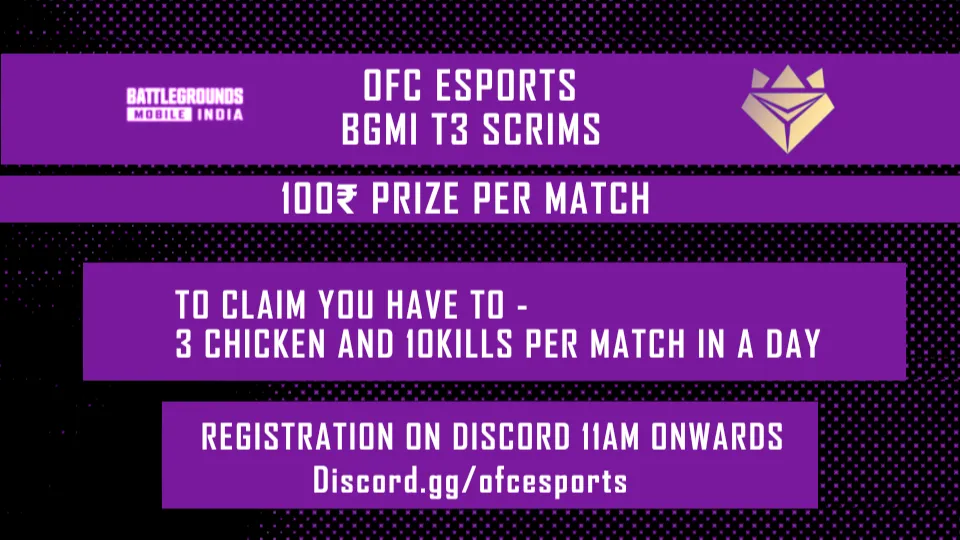 BATTLEGROUNDS
MOBILE INDIA
OFC ESPORTS
BGMI T3 SCRIMS
100₹ PRIZE PER MATCH
TO CLAIM YOU HAVE TO -
3 CHICKEN AND 10KILLS PER MATCH IN A DAY
REGISTRATION ON DISCORD 11AM ONWARDS
Discord.gg/ofcesports